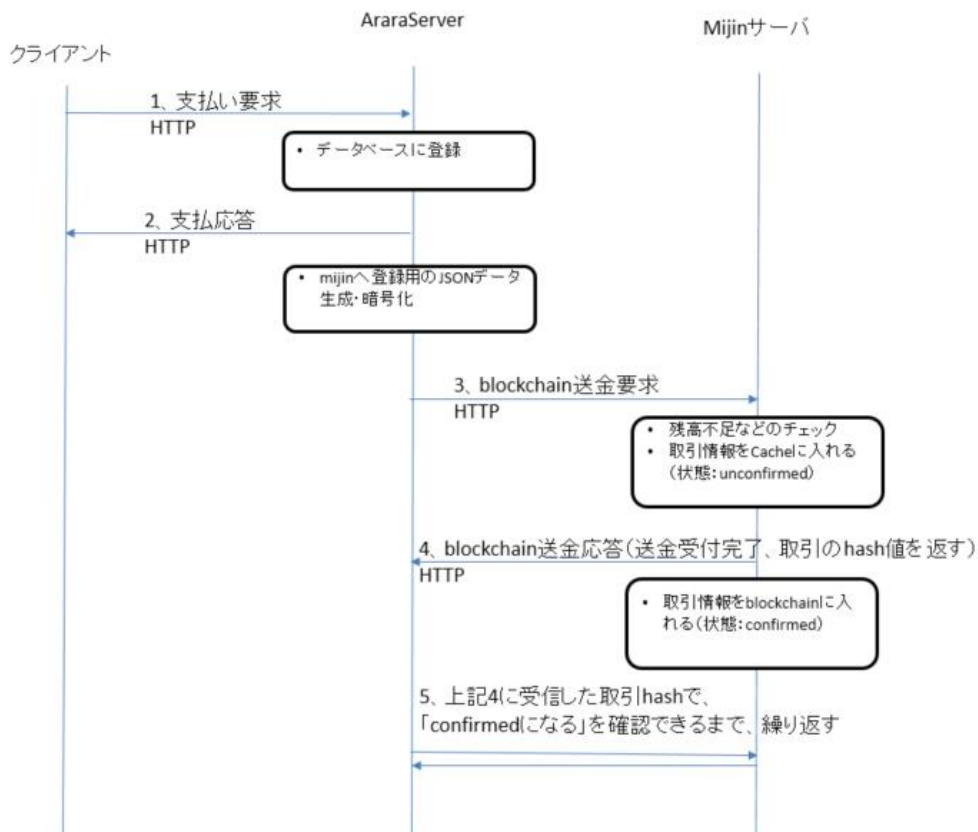 AraraServer
Mijinサーバ
クライアント
1、支払い要求
HTTP
• データベースに登録
2、支払応答
HTTP
• mijinへ登録用のJSONデータ
生成・暗号化
3、blockchain送金要求
HTTP
• 残高不足などのチェック
• 取引情報をCacheに入れる
(状態：unconfirmed)
4、blockchain送金応答(送金受付完了、取引のhash値を返す)
HTTP
• 取引情報をblockchainに入
れる(状態：confirmed)
5、上記4に受信した取引hashで、
「confirmedになる」を確認できるまで、繰り返す